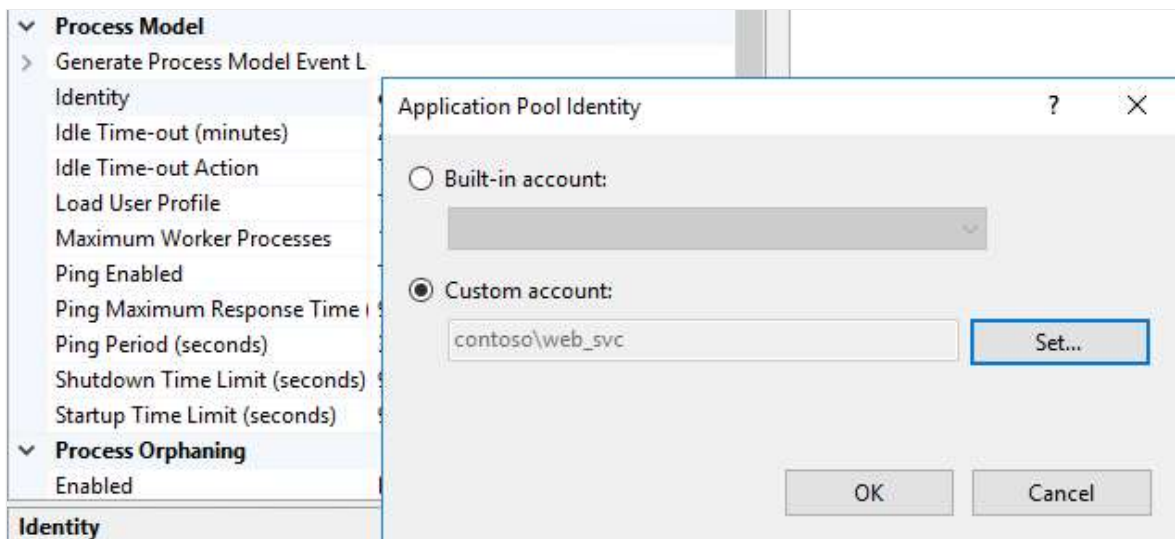 Process Model
Generate Process Model Event L
Identity
Idle Time-out (minutes)
Idle Time-out Action
Load User Profile
Maximum Worker Processes
Ping Enabled
Ping Maximum Response Time (
Ping Period (seconds)
Shutdown Time Limit (seconds)
Startup Time Limit (seconds)
Process Orphaning
Enabled
Identity
Application Pool Identity
?
Built-in account:
Custom account:
contoso\web_svc
Set...
OK
Cancel